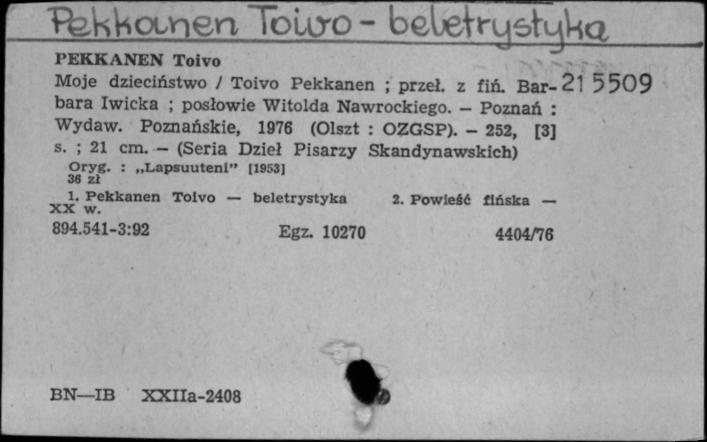 Pekkanen Toivo - beletrystyka
PEKKANEN Toivo
Moje dzieciństwo / Toivo Pekkanen ; przeł. z fiń. Bar- 21 5509
bara Iwicka ; posłowie Witolda Nawrockiego. — Poznań :
Wydaw. Poznańskie, 1976 (Olszt : OZGSP). — 252, [3]
s. ; 21 cm. — (Seria Dzieł Pisarzy Skandynawskich)
Oryg. : „Lapsuuteni” [1953]
36 zł
1. Pekkanen Toivo — beletrystyka 2. Powieść fińska —
XX w.
894.541-3:92 Egz. 10270 4404/76
BN—IB XXIIa-2408